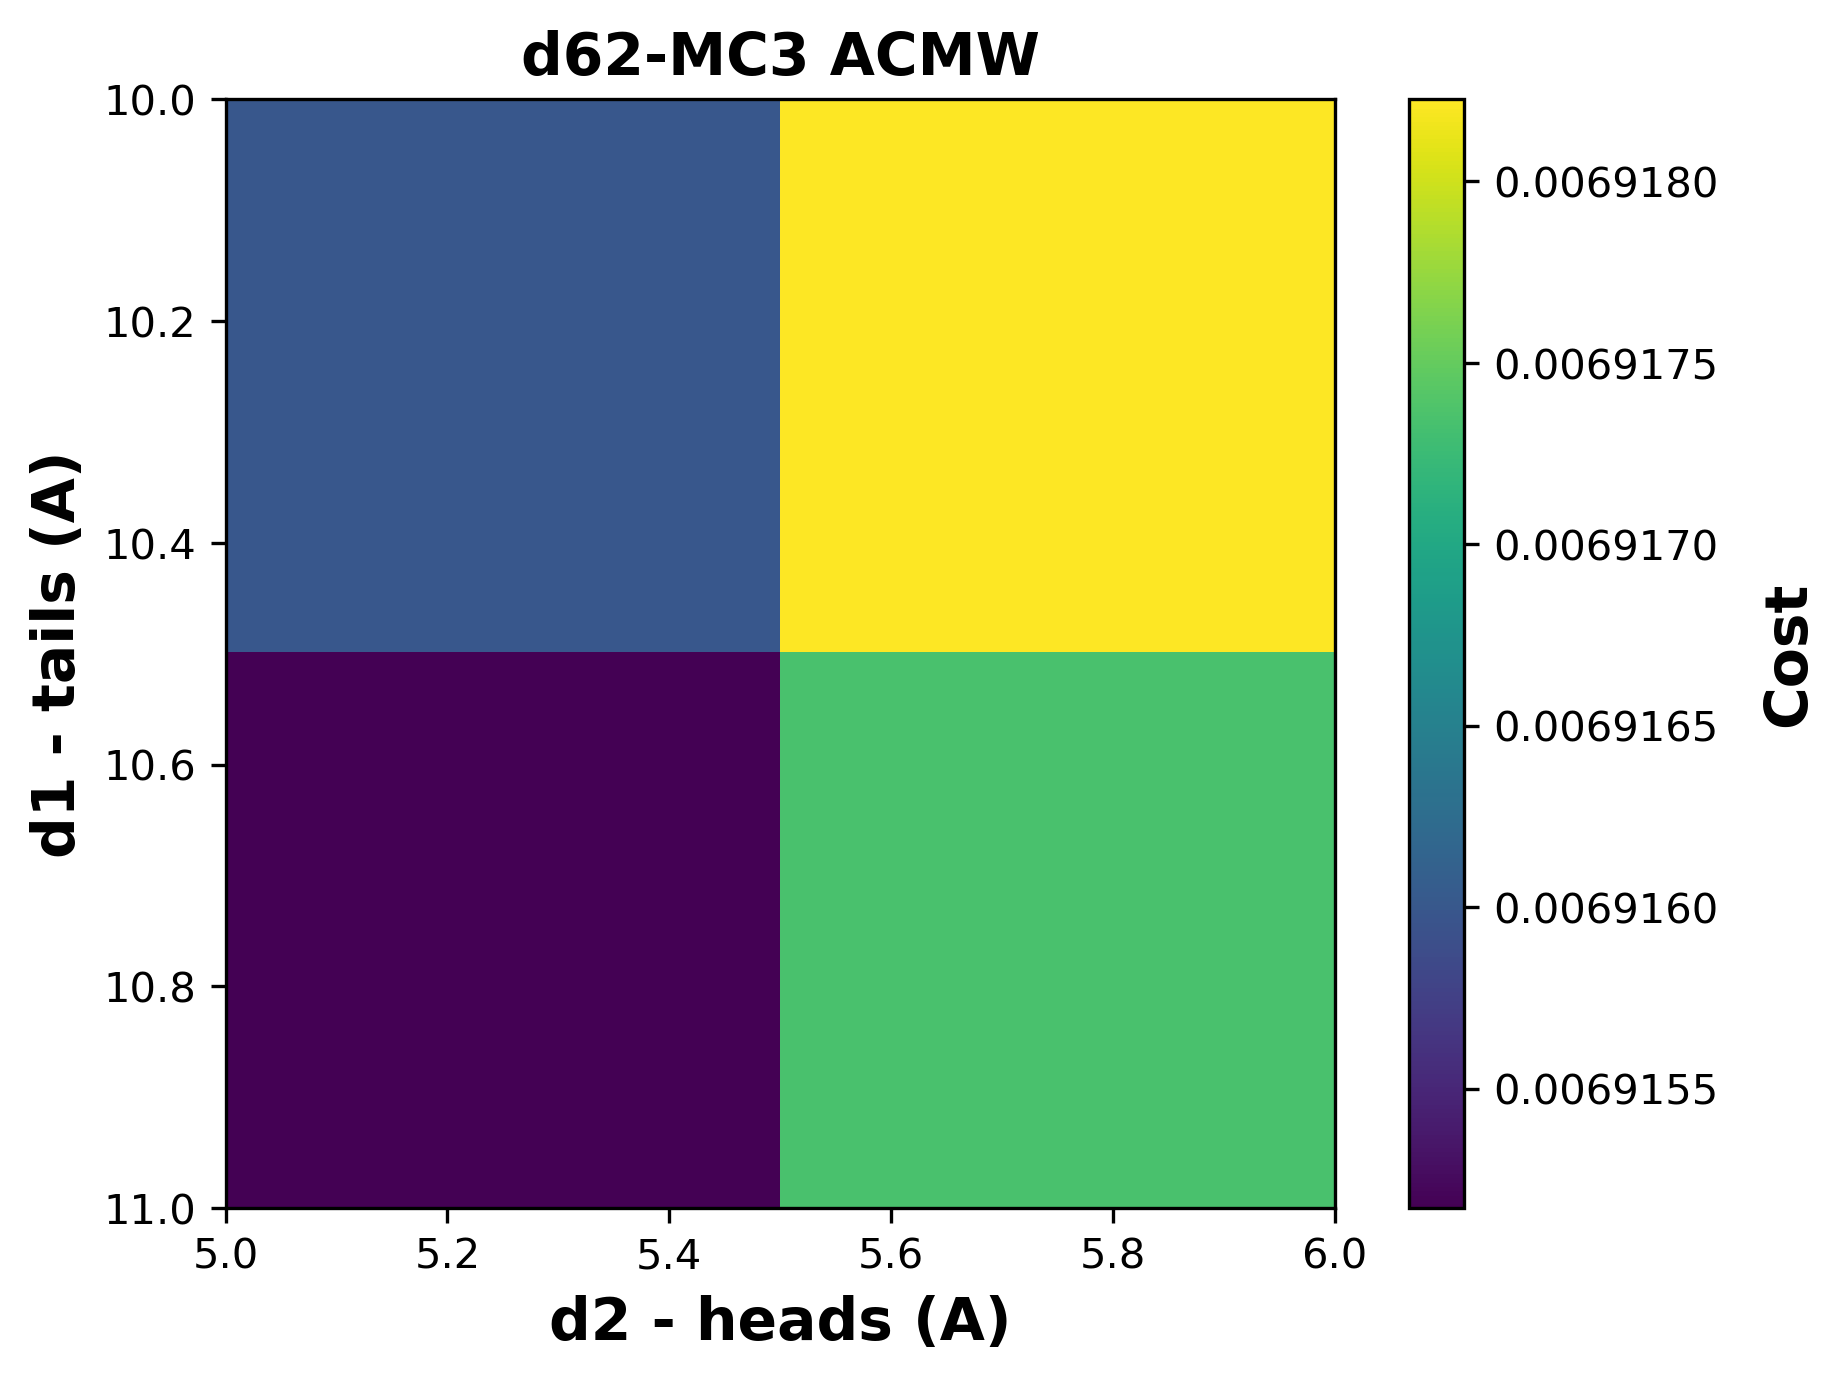 d62-MC3 ACMW
d1 - tails (A)
10.0
10.2
10.4
10.6
10.8
11.0
5.0 5.2 5.4 5.6 5.8 6.0
d2 - heads (A)
0.0069180
0.0069175
0.0069170
0.0069165
0.0069160
0.0069155
Cost